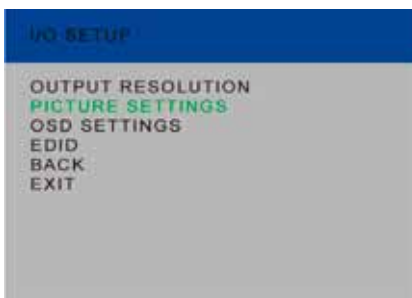 I/O SETUP
OUTPUT RESOLUTION
PICTURE SETTINGS
OSD SETTINGS
EDID
BACK
EXIT